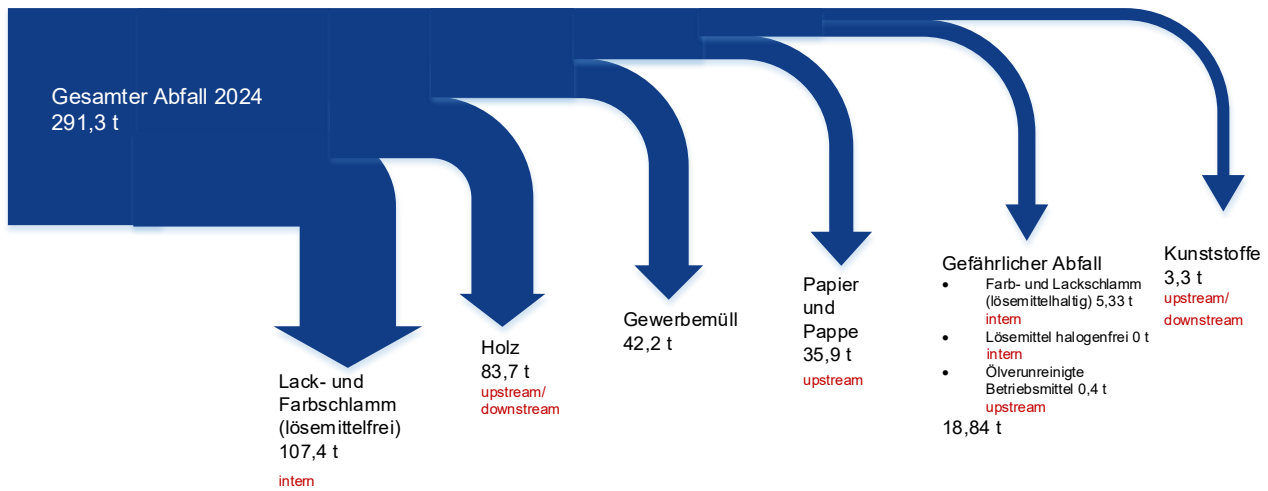 Gesamter Abfall 2024
291,3 t
Lack- und
Farbschlamm
(lösemittelfrei)
107,4 t
intern
Holz
83,7 t
upstream/
downstream
Gewerbemüll
42,2 t
Papier
und
Pappe
35,9 t
upstream
Gefährlicher Abfall
• Farb- und Lackschlamm
(lösemittelhaltig) 5,33 t
intern
• Lösemittel halogenfrei 0 t
intern
• Ölverunreinigte
Betriebsmittel 0,4 t
upstream
18,84 t
Kunststoffe
3,3 t
upstream/
downstream